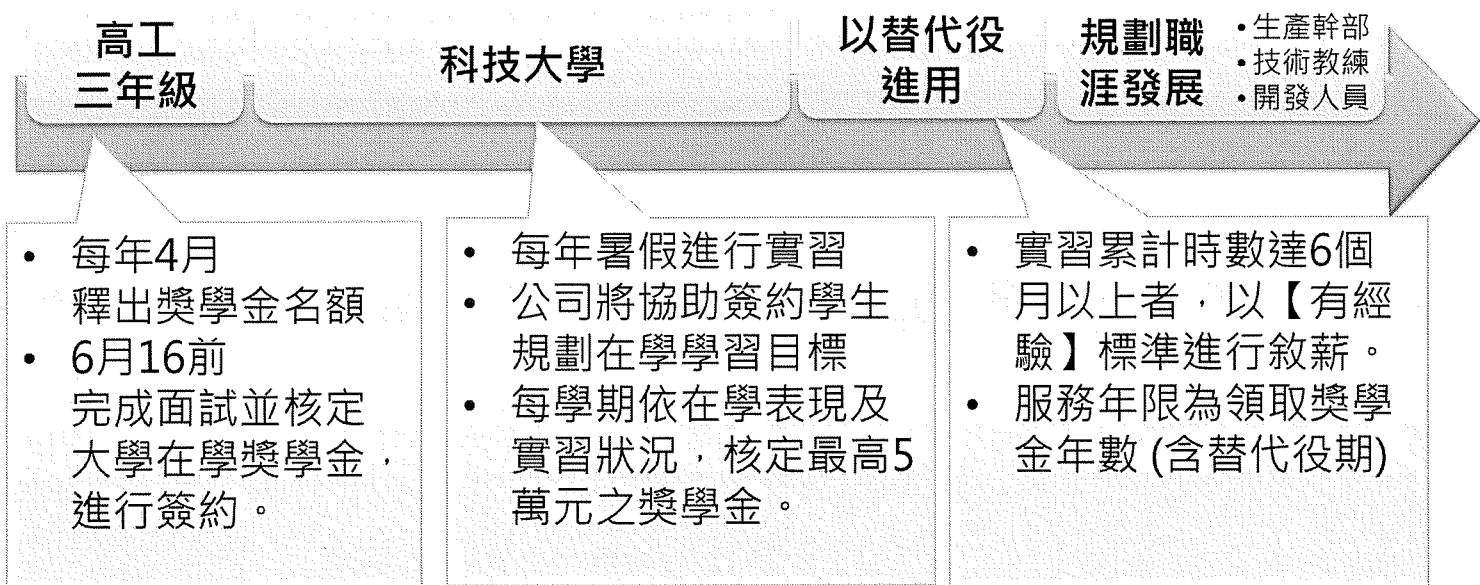 高工
三年級
科技大學
以替代役
進用
規劃職
涯發展
•生產幹部
•技術教練
•開發人員
• 每年4月
釋出獎學金名額
• 6月16前
完成面試並核定
大學在學獎學金，
進行簽約。
• 每年暑假進行實習
• 公司將協助簽約學生
規劃在學學習目標
• 每學期依在學表現及
實習狀況，核定最高5
萬元之獎學金。
• 實習累計時數達6個
月以上者，以【有經
驗】標準進行敘薪。
• 服務年限為領取獎學
金年數 (含替代役期)